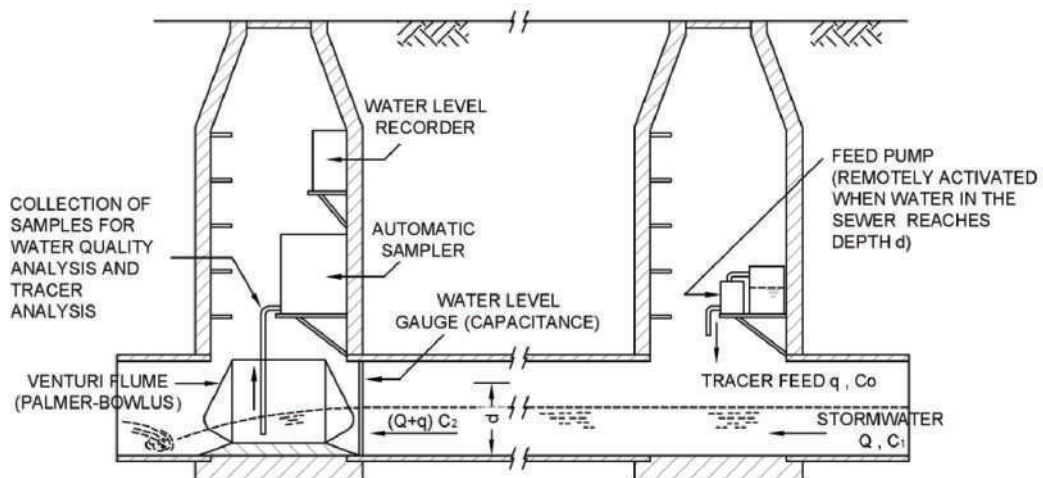 WATER LEVEL
RECORDER
COLLECTION OF
SAMPLES FOR
WATER QUALITY
ANALYSIS AND
TRACER
ANALYSIS
AUTOMATIC
SAMPLER
WATER LEVEL
GAUGE (CAPACITANCE)
VENTURI FLUME
(PALMER-BOWLUS)
(Q+q) C₂
d
FEED PUMP
(REMOTELY ACTIVATED
WHEN WATER IN THE
SEWER REACHES
DEPTH d)
TRACER FEED q , Co
STORMWATER
Q , C₁